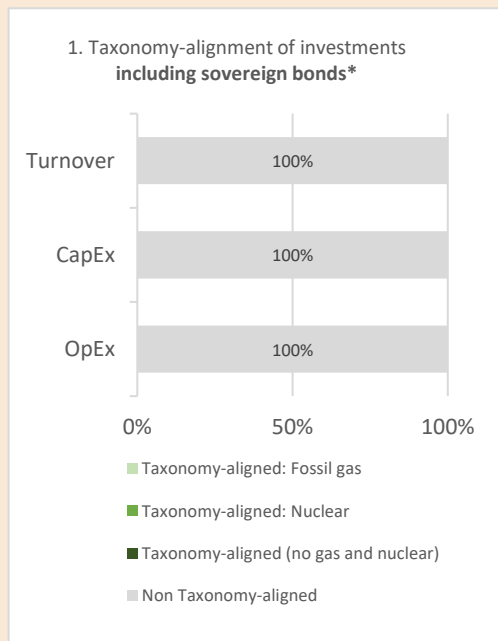 1. Taxonomy-alignment of investments
including sovereign bonds*
Turnover
100%
CapEx
100%
OpEx
100%
0%
50%
100%
Taxonomy-aligned: Fossil gas
Taxonomy-aligned: Nuclear
Taxonomy-aligned (no gas and nuclear)
Non Taxonomy-aligned